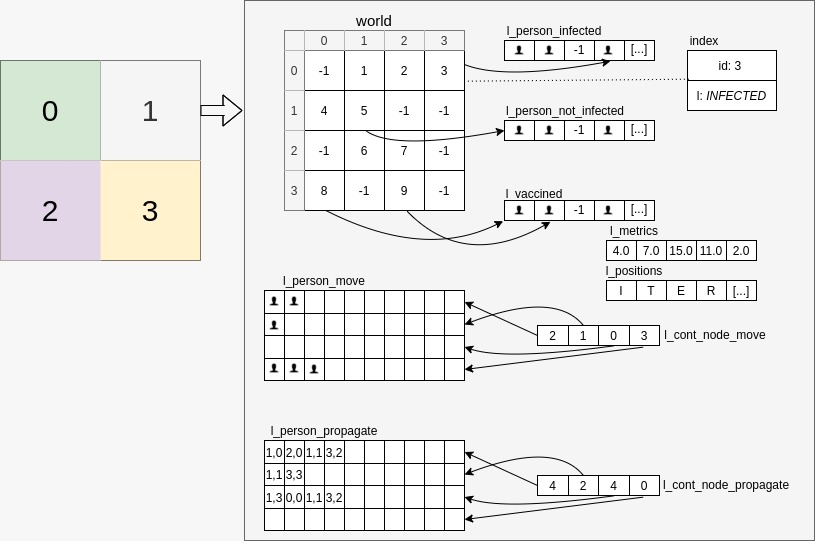 0 1
2 3
world
0 1 2 3
0 -1 1 2 3
1 4 5 -1 -1
2 -1 6 7 -1
3 8 -1 9 -1
l_person_infected
-1 [...]
index
id: 3
l: INFECTED
l_person_not_infected
-1 [...]
l_vaccined
-1 [...]
l_metrics
4.0 7.0 15.0 11.0 2.0
l_positions
I T E R [...]
l_person_move
2 1 0 3 l_cont_node_move
l_person_propagate
1,0 2,0 1,1 3,2
1,1 3,3
1,3 0,0 1,1 3,2
4 2 4 0 l_cont_node_propagate